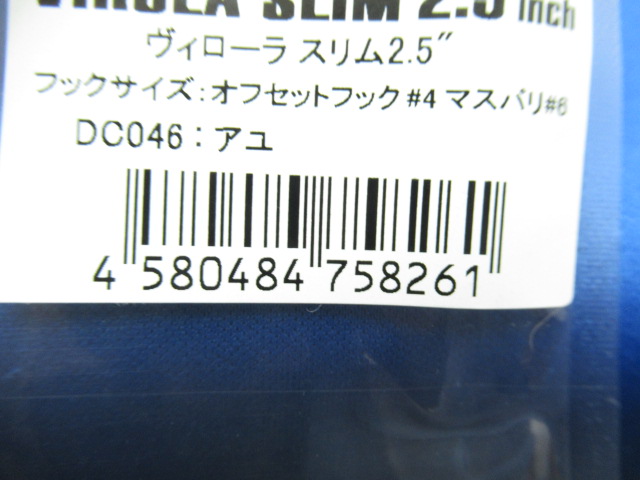 VIROLA SLIM 2.5 inch
ヴィローラ スリム2.5"
フックサイズ:オフセットフック #4 マスバリ#6
DC046:アユ
4 580484 758261